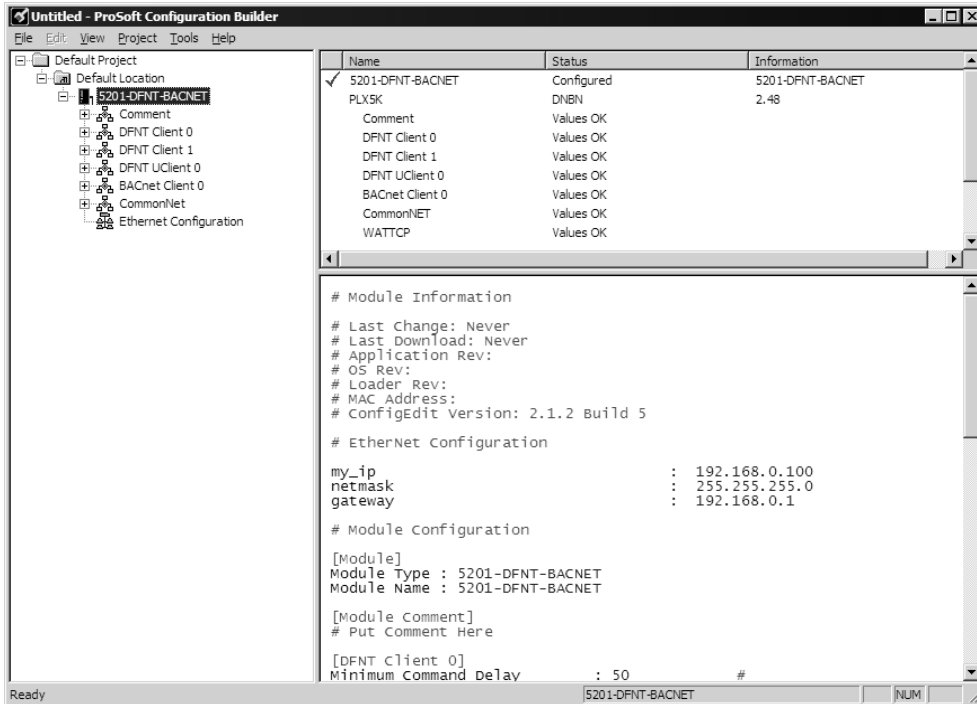 Untitled - ProSoft Configuration Builder
File Edit View Project Tools Help
Default Project
Default Location
5201-DFNT-BACNET
Comment
DFNT Client 0
DFNT Client 1
DFNT UClient 0
BACnet Client 0
CommonNet
Ethernet Configuration
Name Status Information
5201-DFNT-BACNET Configured 5201-DFNT-BACNET
PLX5K DNBN 2.48
Comment Values OK
DFNT Client 0 Values OK
DFNT Client 1 Values OK
DFNT UClient 0 Values OK
BACnet Client 0 Values OK
CommonNET Values OK
WATTCP Values OK
# Module Information
# Last Change: Never
# Last Download: Never
# Application Rev:
# OS Rev:
# Loader Rev:
# MAC Address:
# ConfigEdit Version: 2.1.2 Build 5
# EtherNet Configuration
my_ip : 192.168.0.100
netmask : 255.255.255.0
gateway : 192.168.0.1
# Module Configuration
[Module]
Module Type : 5201-DFNT-BACNET
Module Name : 5201-DFNT-BACNET
[Module Comment]
# Put Comment Here
[DFNT Client 0]
Minimum Command Delay : 50 #
Ready 5201-DFNT-BACNET NUM